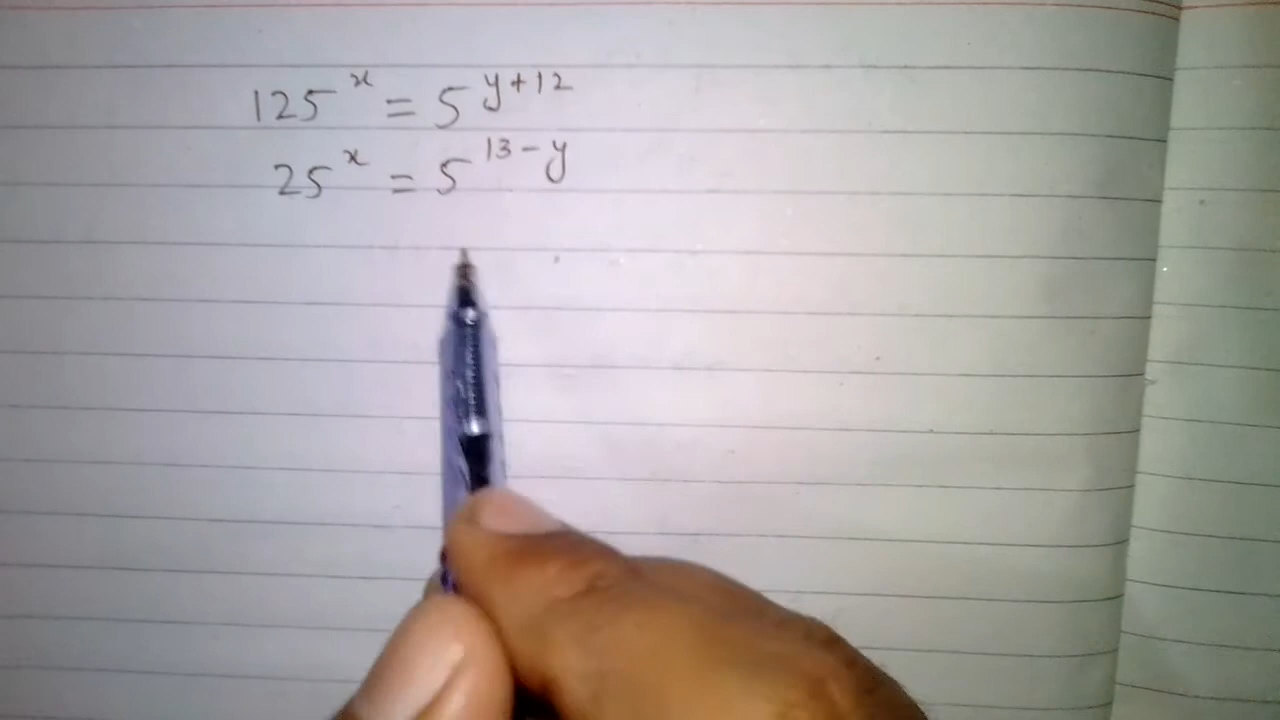 125^x = 5^{y+12}
25^x = 5^{13-y}